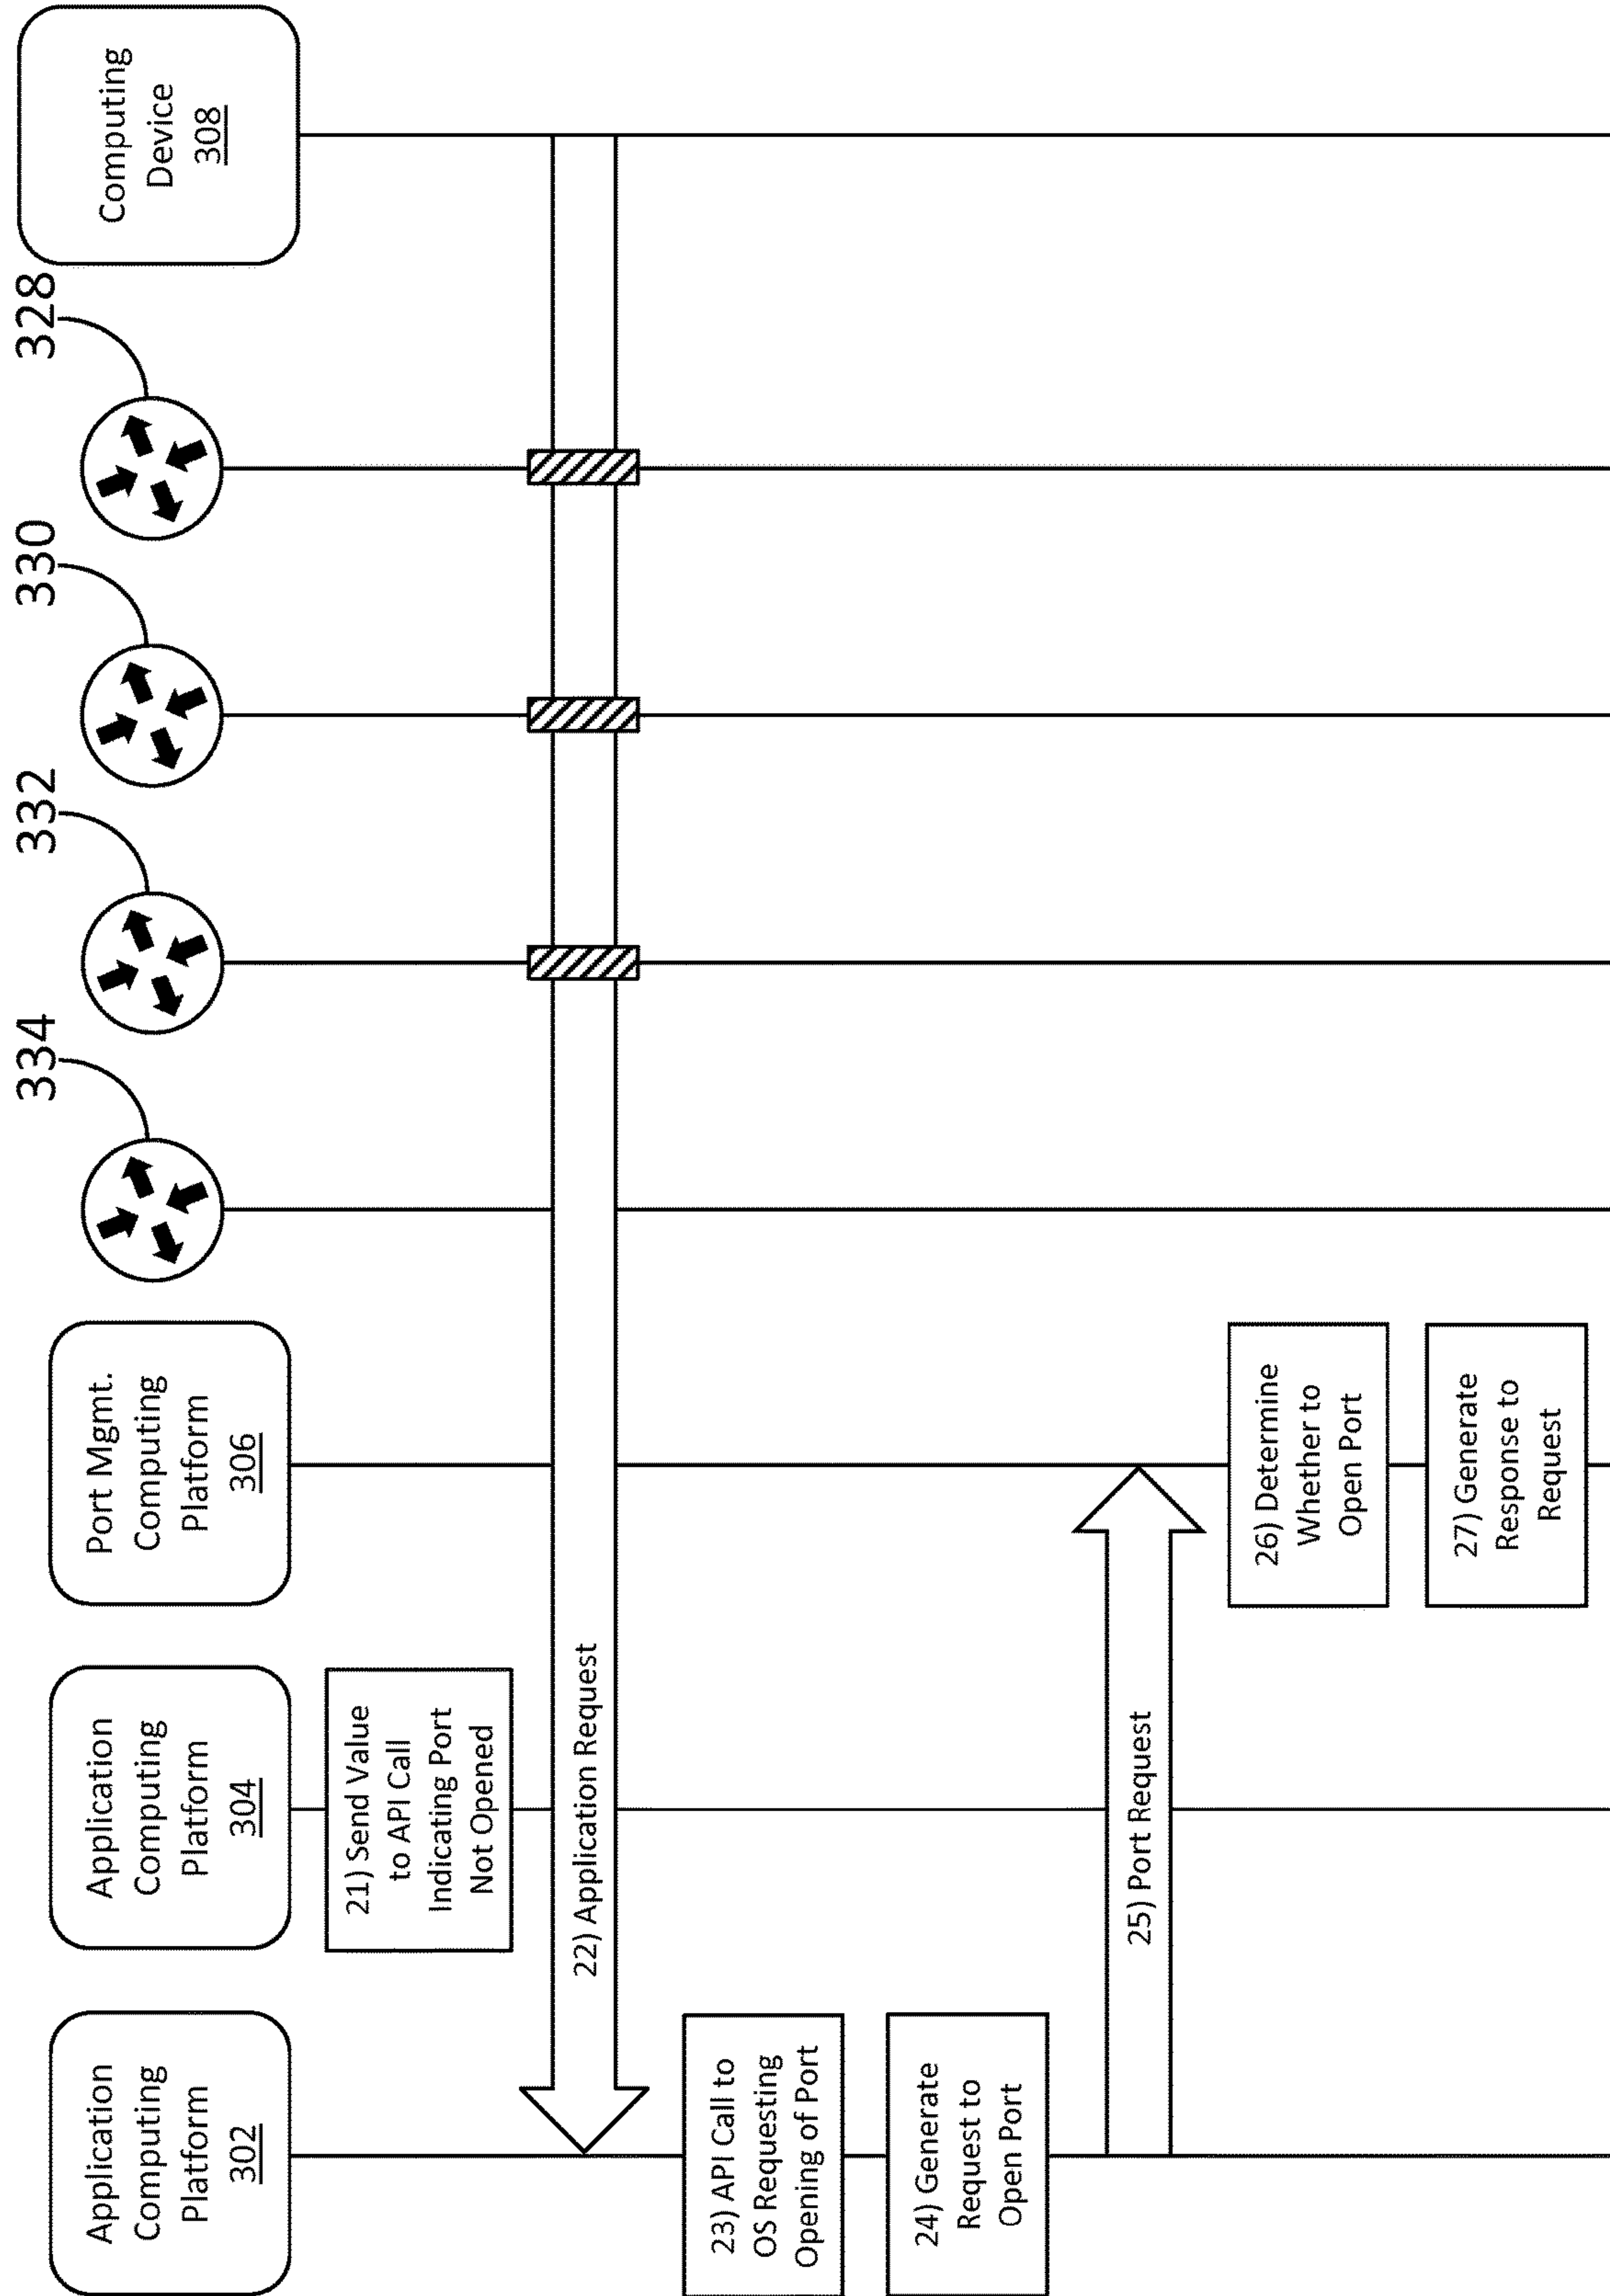 Application
Computing
Platform
302
Application
Computing
Platform
304
Port Mgmt.
Computing
Platform
306
334
332
330
328
Computing
Device
308
21) Send Value
to API Call
Indicating Port
Not Opened
22) Application Request
23) API Call to
OS Requesting
Opening of Port
24) Generate
Request to
Open Port
25) Port Request
26) Determine
Whether to
Open Port
27) Generate
Response to
Request